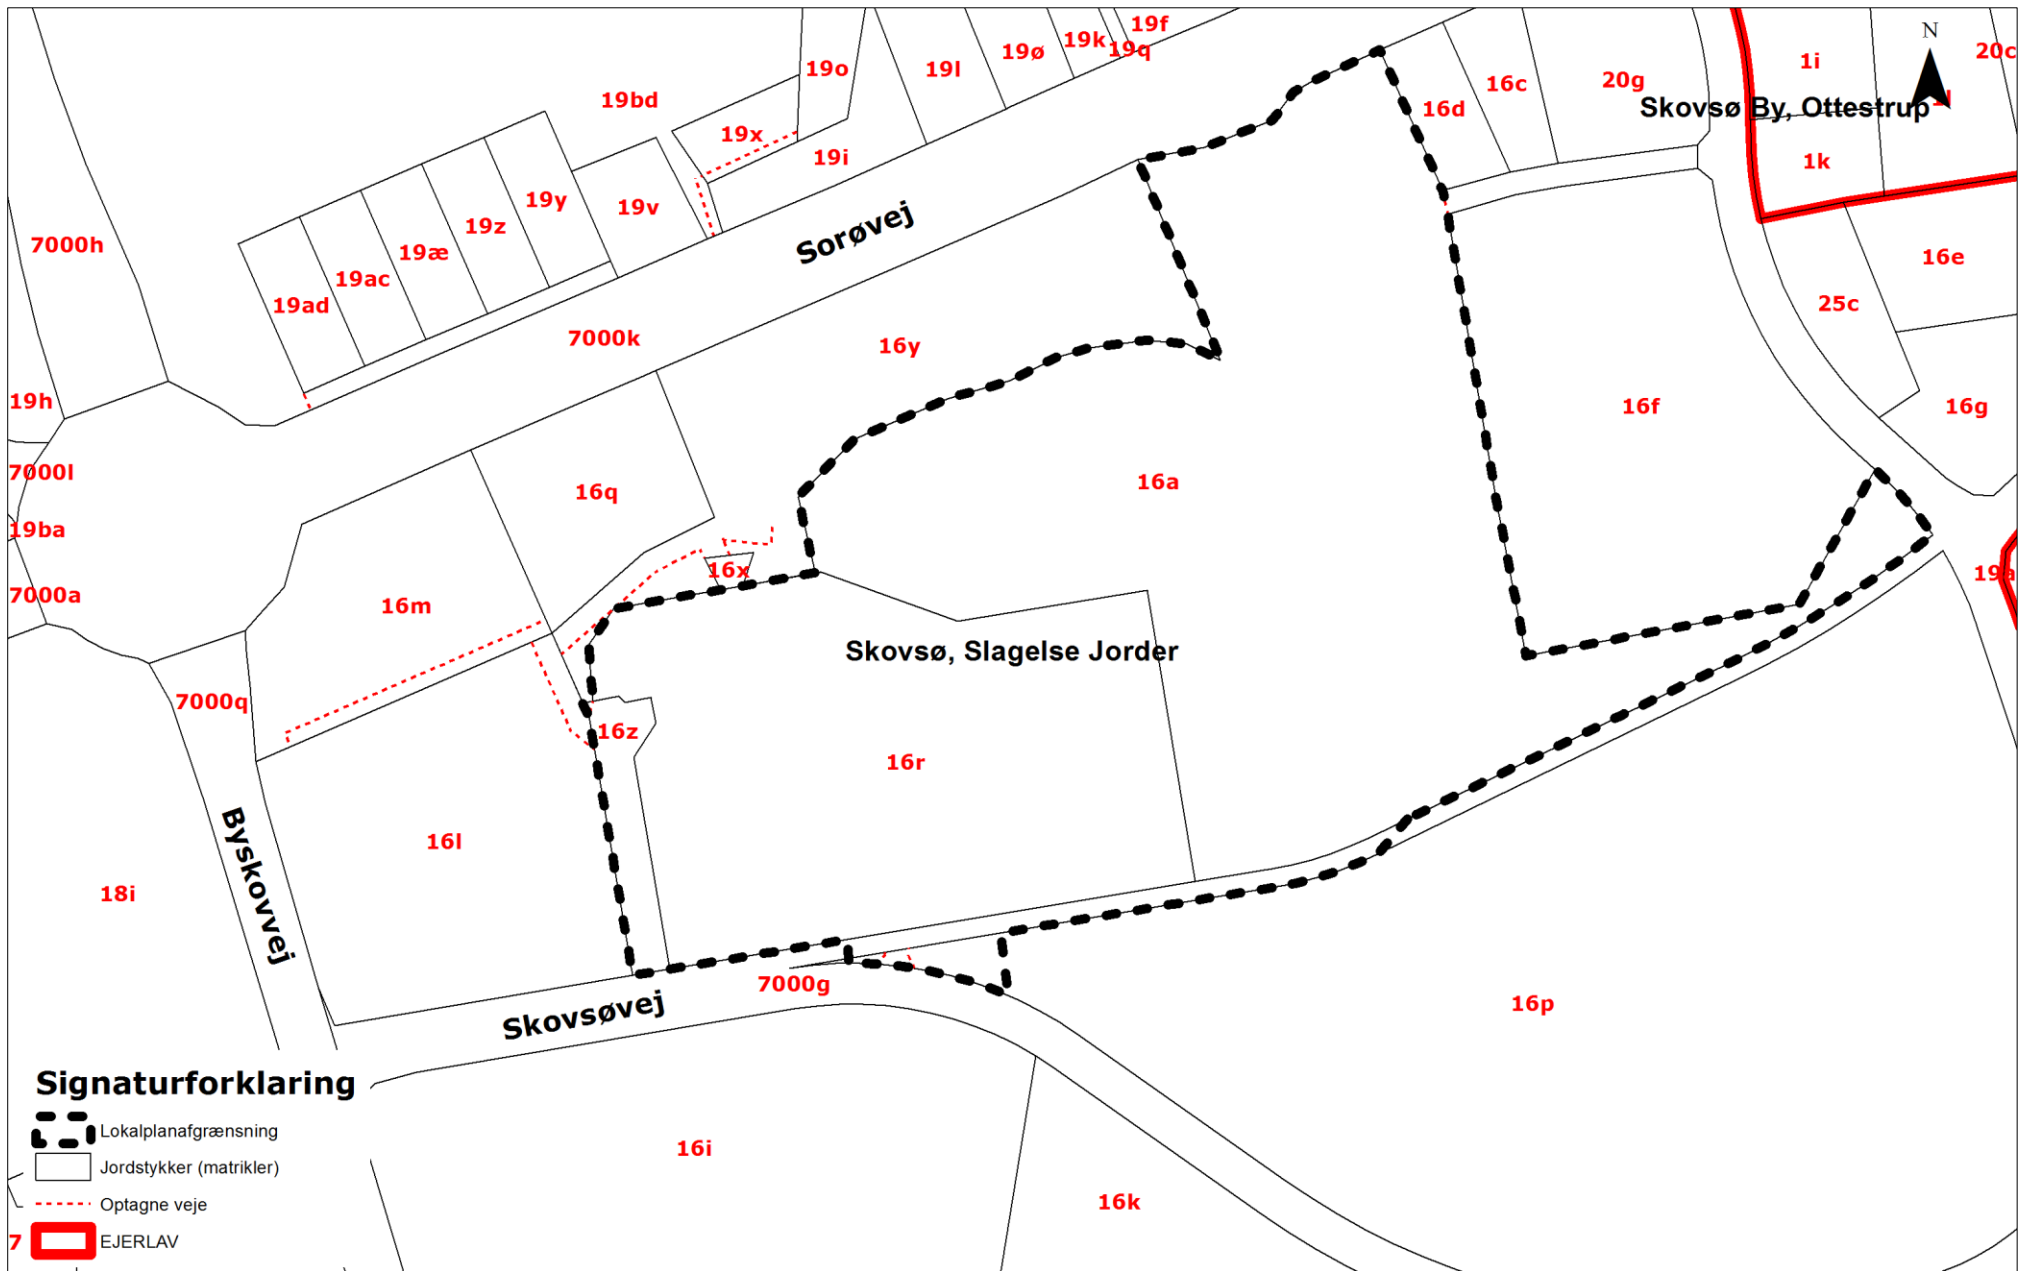 19f
N
19k
19q
1i
20c
19ø
19o
19l
16c
20g
19bd
16d
Skovsø By, Ottestrup
19x
19i
1k
19y
19v
19z
Sorøvej
7000h
19æ
16e
19ac
19ad
25c
7000k
16y
19h
16f
16g
7000l
16a
16q
19ba
16x
19a
7000a
16m
Skovsø, Slagelse Jorder
7000q
16z
16r
16l
Byskovvej
18i
7000g
Skovsøvej
16p
Signaturforklaring
Lokalplanafgrænsning
16i
Jordstykker (matrikler)
Optagne veje
16k
7
EJERLAV